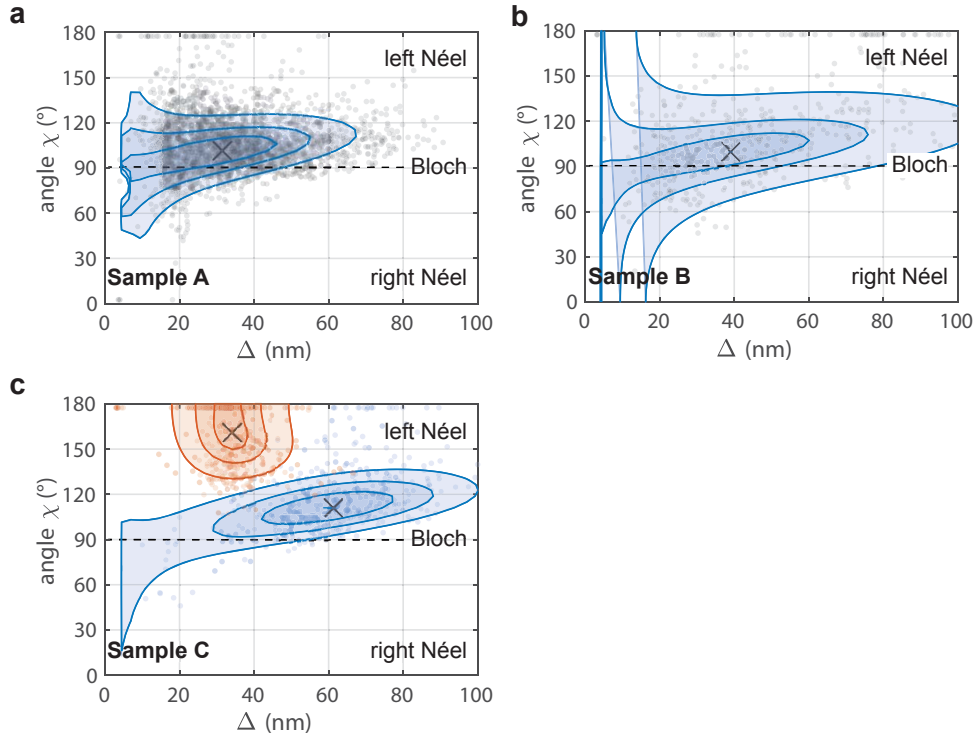 a
180
150
120
90
60
30
0
angle χ (°)
left Néel
Bloch
Sample A
right Néel
0 20 40 60 80 100
Δ (nm)
b
180
150
120
90
60
30
0
angle χ (°)
left Néel
Bloch
Sample B
right Néel
0 20 40 60 80 100
Δ (nm)
c
180
150
120
90
60
30
0
angle χ (°)
left Néel
Bloch
Sample C
right Néel
0 20 40 60 80 100
Δ (nm)